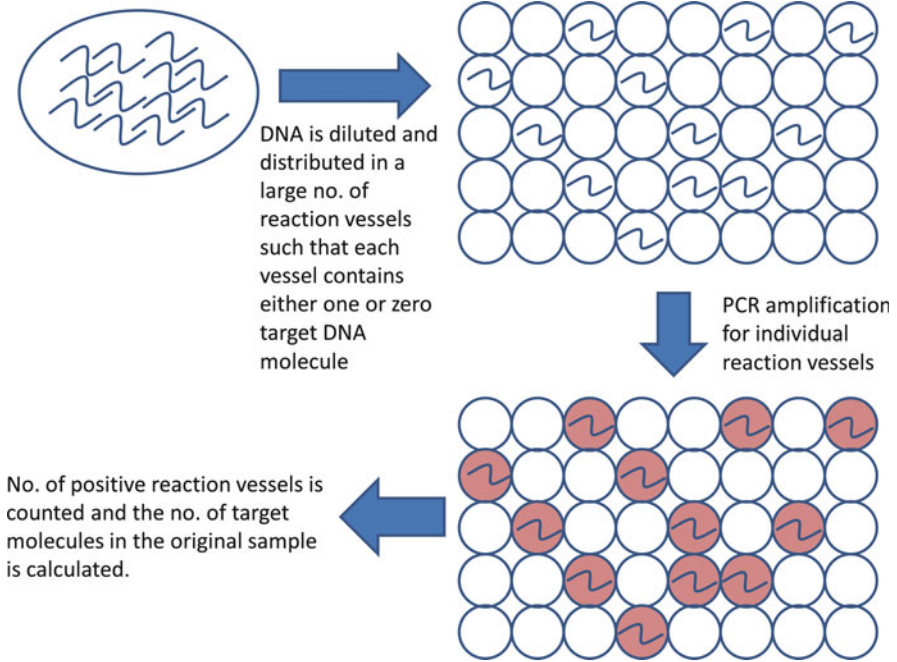 DNA is diluted and
distributed in a
large no. of
reaction vessels
such that each
vessel contains
either one or zero
target DNA
molecule
PCR amplification
for individual
reaction vessels
No. of positive reaction vessels is
counted and the no. of target
molecules in the original sample
is calculated.